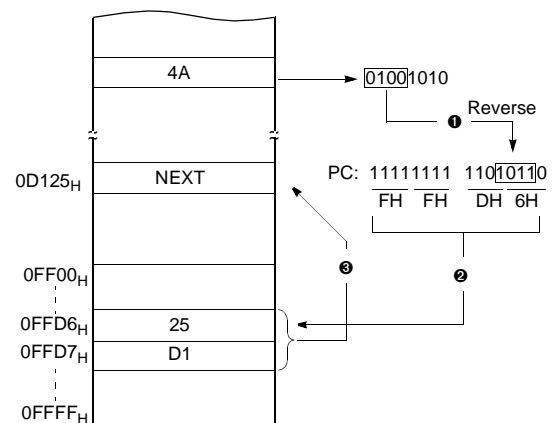 4A
01001010
Reverse
❶
0D125H
NEXT
PC: 11111111 11010110
FH FH DH 6H
❸
❷
0FF00H
0FFD6H
25
0FFD7H
D1
0FFFFH